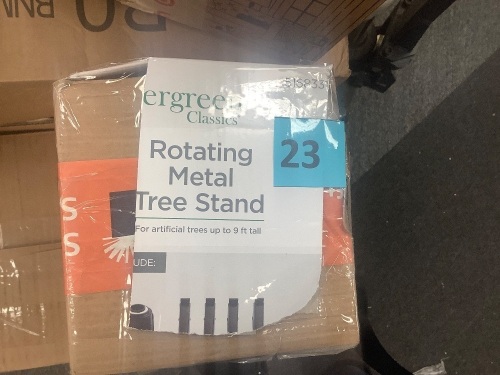 ergreen
Classics
23
Rotating
Metal
Tree Stand
For artificial trees up to 9 ft tall
UDE:
S
S